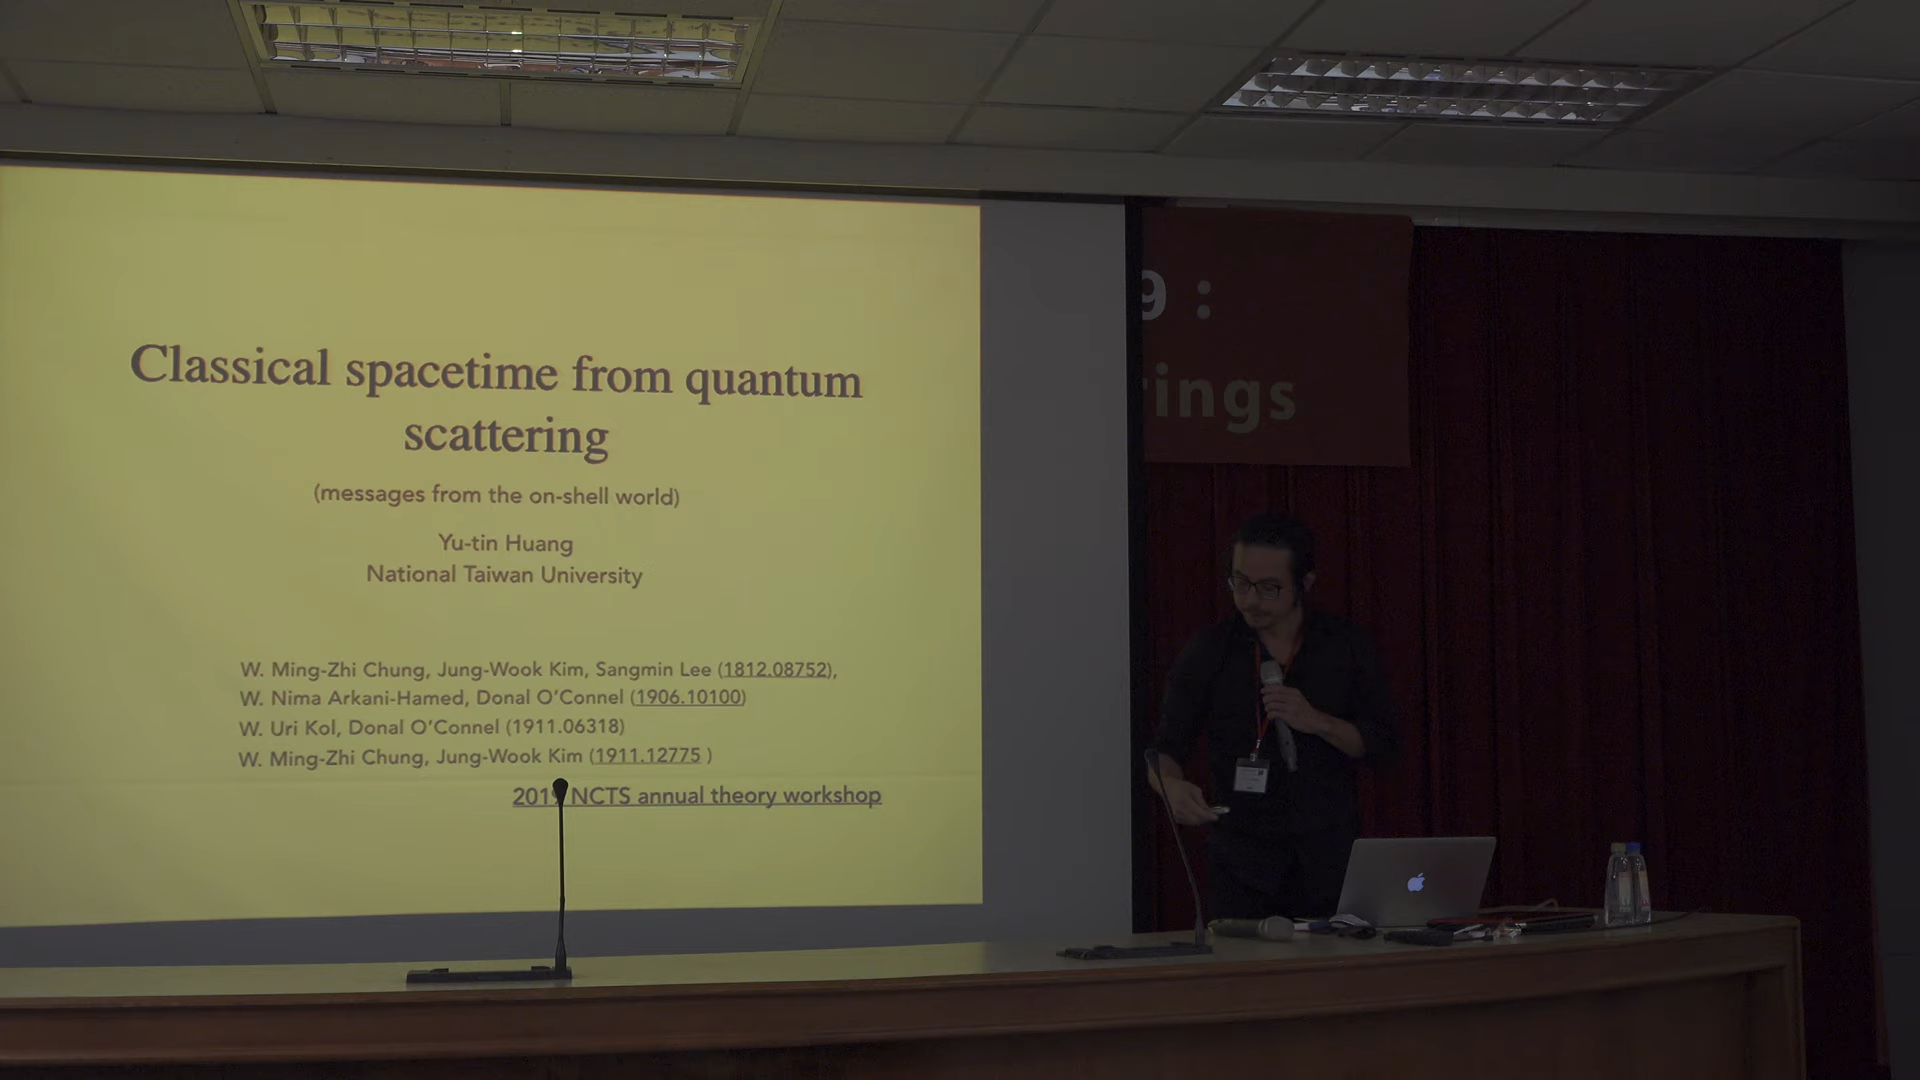 Classical spacetime from quantum
scattering
(messages from the on-shell world)
Yu-tin Huang
National Taiwan University
W. Ming-Zhi Chung, Jung-Wook Kim, Sangmin Lee (1812.08752),
W. Nima Arkani-Hamed, Donal O'Connel (1906.10100)
W. Uri Kol, Donal O'Connel (1911.06318)
W. Ming-Zhi Chung, Jung-Wook Kim (1911.12775 )
2019 NCTS annual theory workshop
9 :
rings